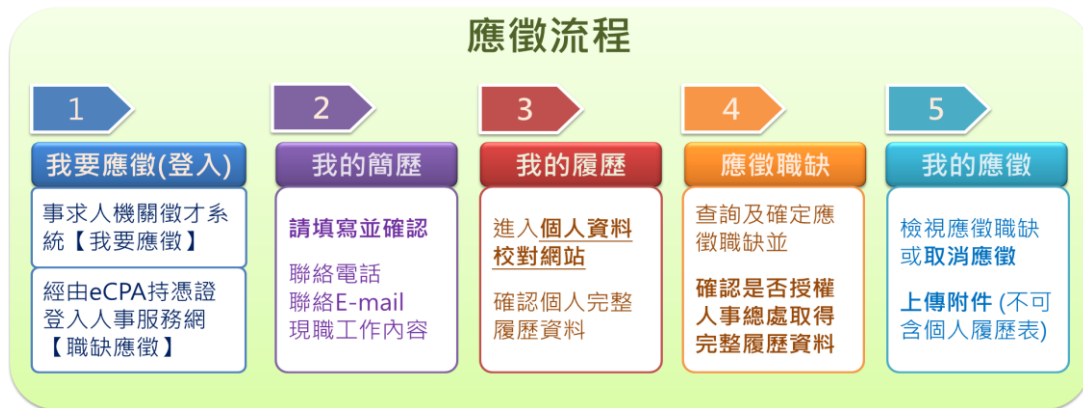 應徵流程
1
我要應徵(登入)
事求人機關徵才系
統【我要應徵】
經由eCPA持憑證
登入人事服務網
【職缺應徵】
2
我的簡歷
請填寫並確認
聯絡電話
聯絡E-mail
現職工作內容
3
我的履歷
進入個人資料
校對網站
確認個人完整
履歷資料
4
應徵職缺
查詢及確定應
徵職缺並
確認是否授權
人事總處取得
完整履歷資料
5
我的應徵
檢視應徵職缺
或取消應徵
上傳附件 (不可
含個人履歷表)